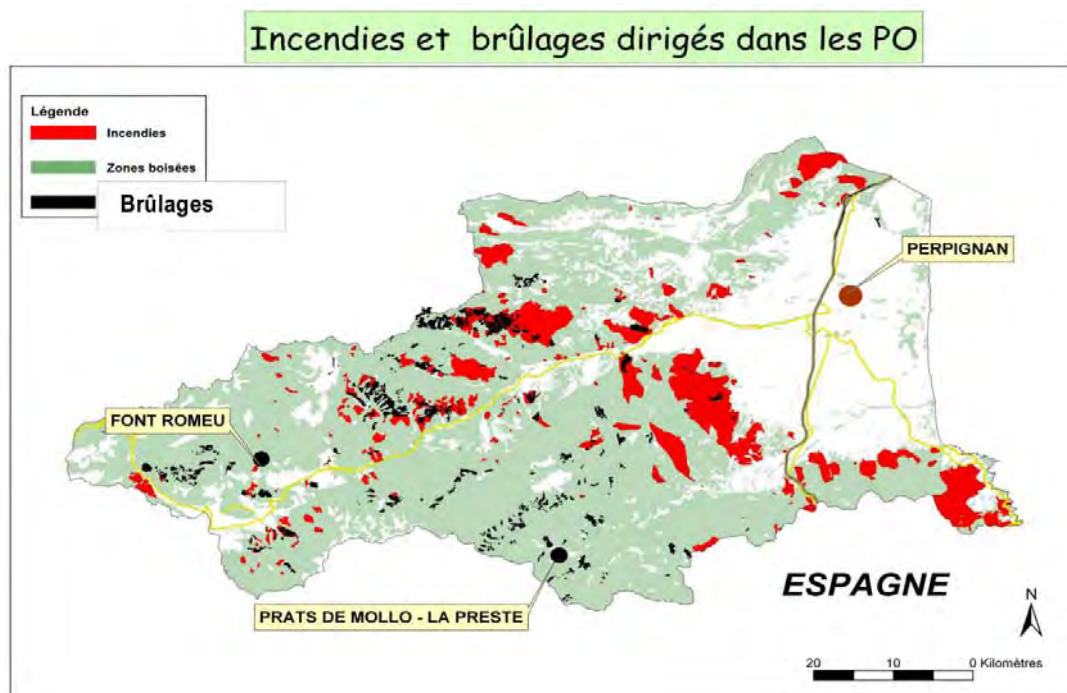 Incendies et brûlages dirigés dans les PO
Légende
Incendies
Zones boisées
Brûlages
PERPIGNAN
FONT ROMEU
PRATS DE MOLLO - LA PRESTE
ESPAGNE
N
20 10 0 Kilomètres